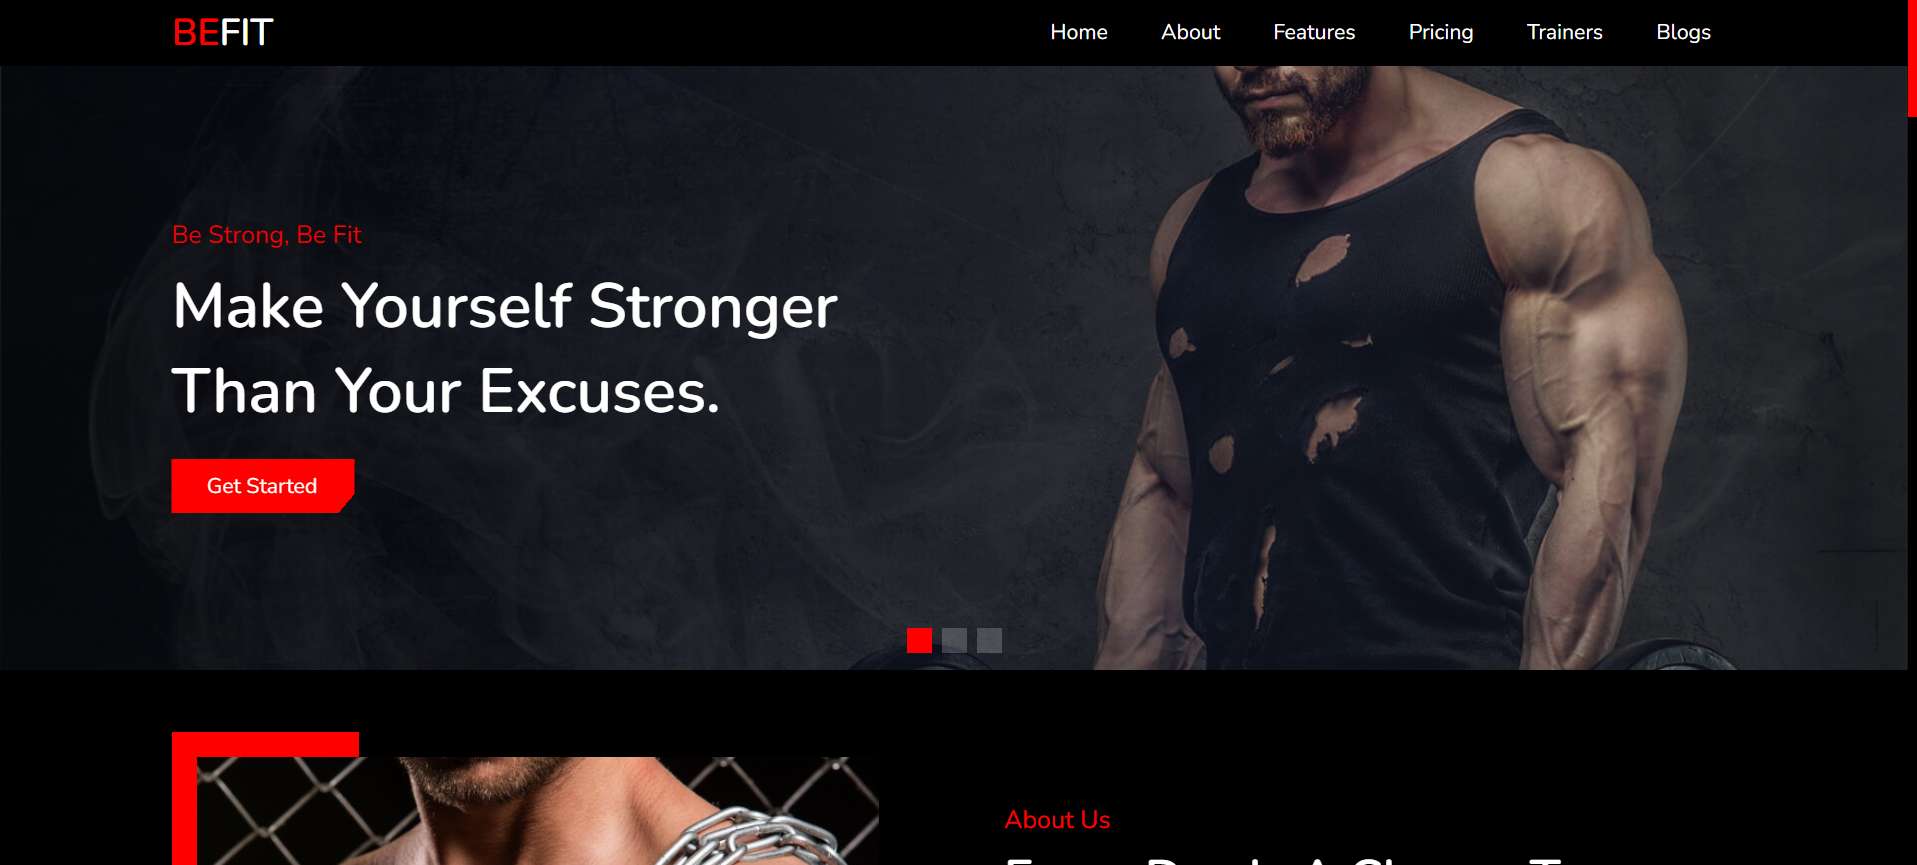 BEFIT
Home About Features Pricing Trainers Blogs
Be Strong, Be Fit
Make Yourself Stronger
Than Your Excuses.
Get Started
About Us